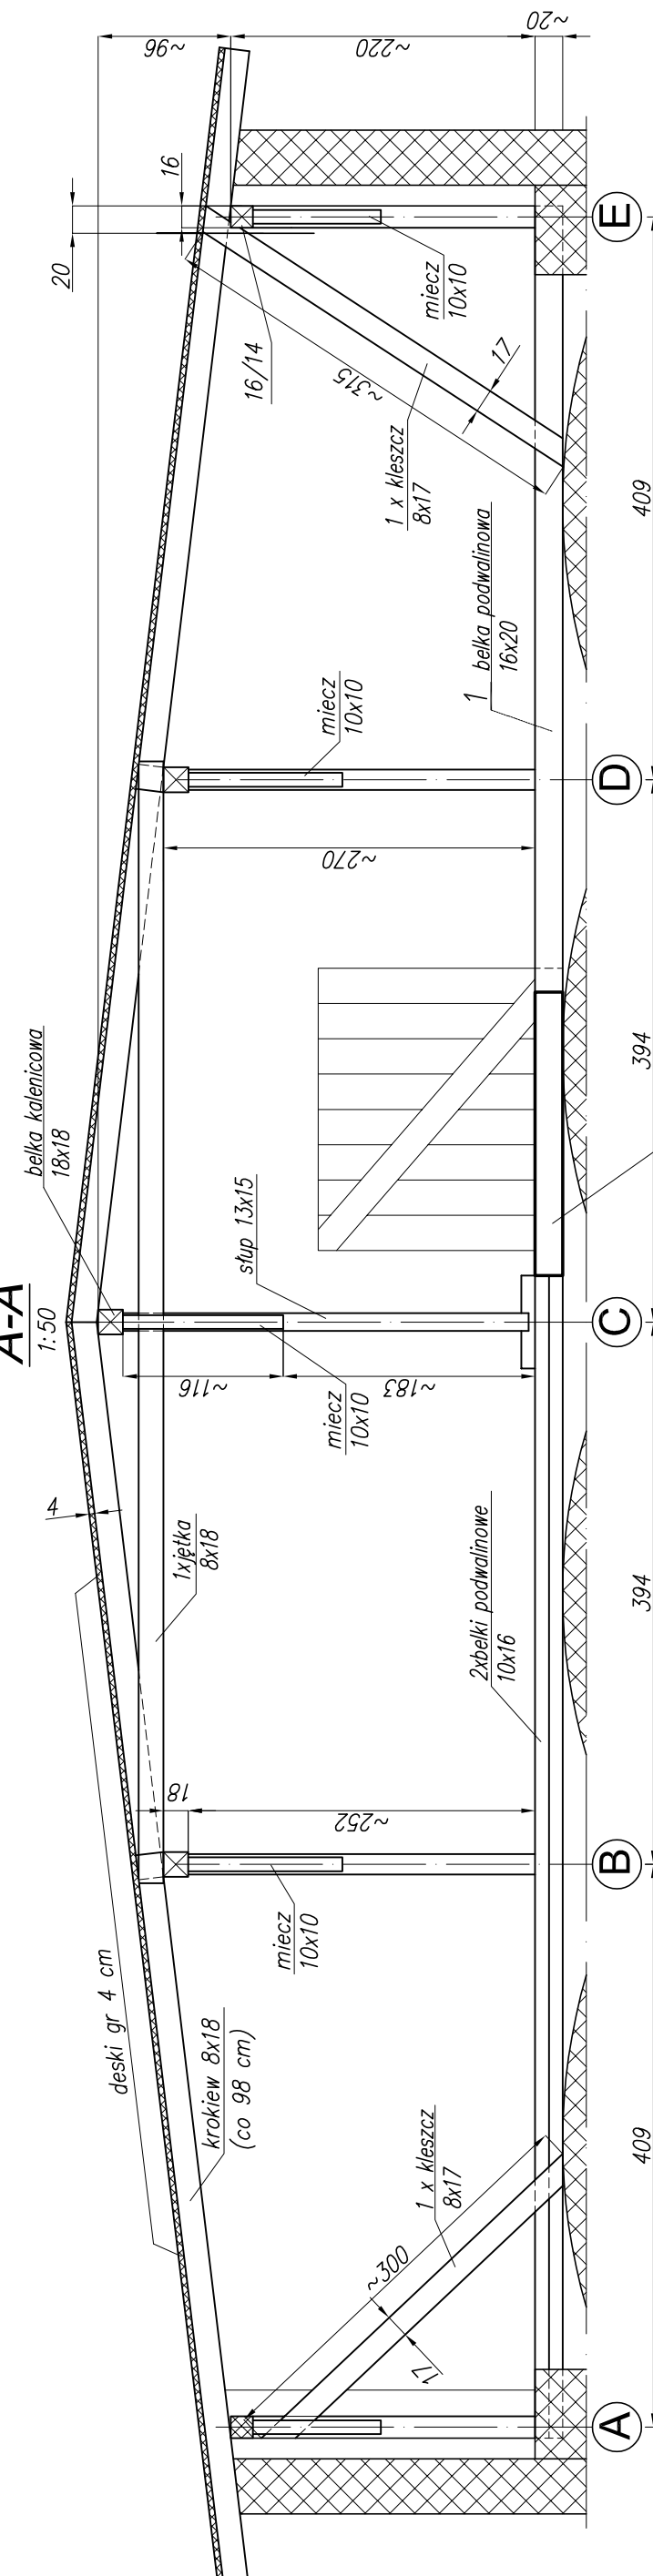 A-A
1:50
deski gr 4 cm
4
belka kalenicowa
18x18
20
16
~96
~220
~20
krokiew 8x18
(co 98 cm)
1xjętka
8x18
18
~252
~116
~183
słup 13x15
~270
16/14
~315
17
miecz
10x10
miecz
10x10
miecz
10x10
miecz
10x10
1 x kleszcz
8x17
~300
17
1 x kleszcz
8x17
2xbelki podwalinowe
10x16
1 belka podwalinowa
16x20
A
B
C
D
E
409
394
394
409